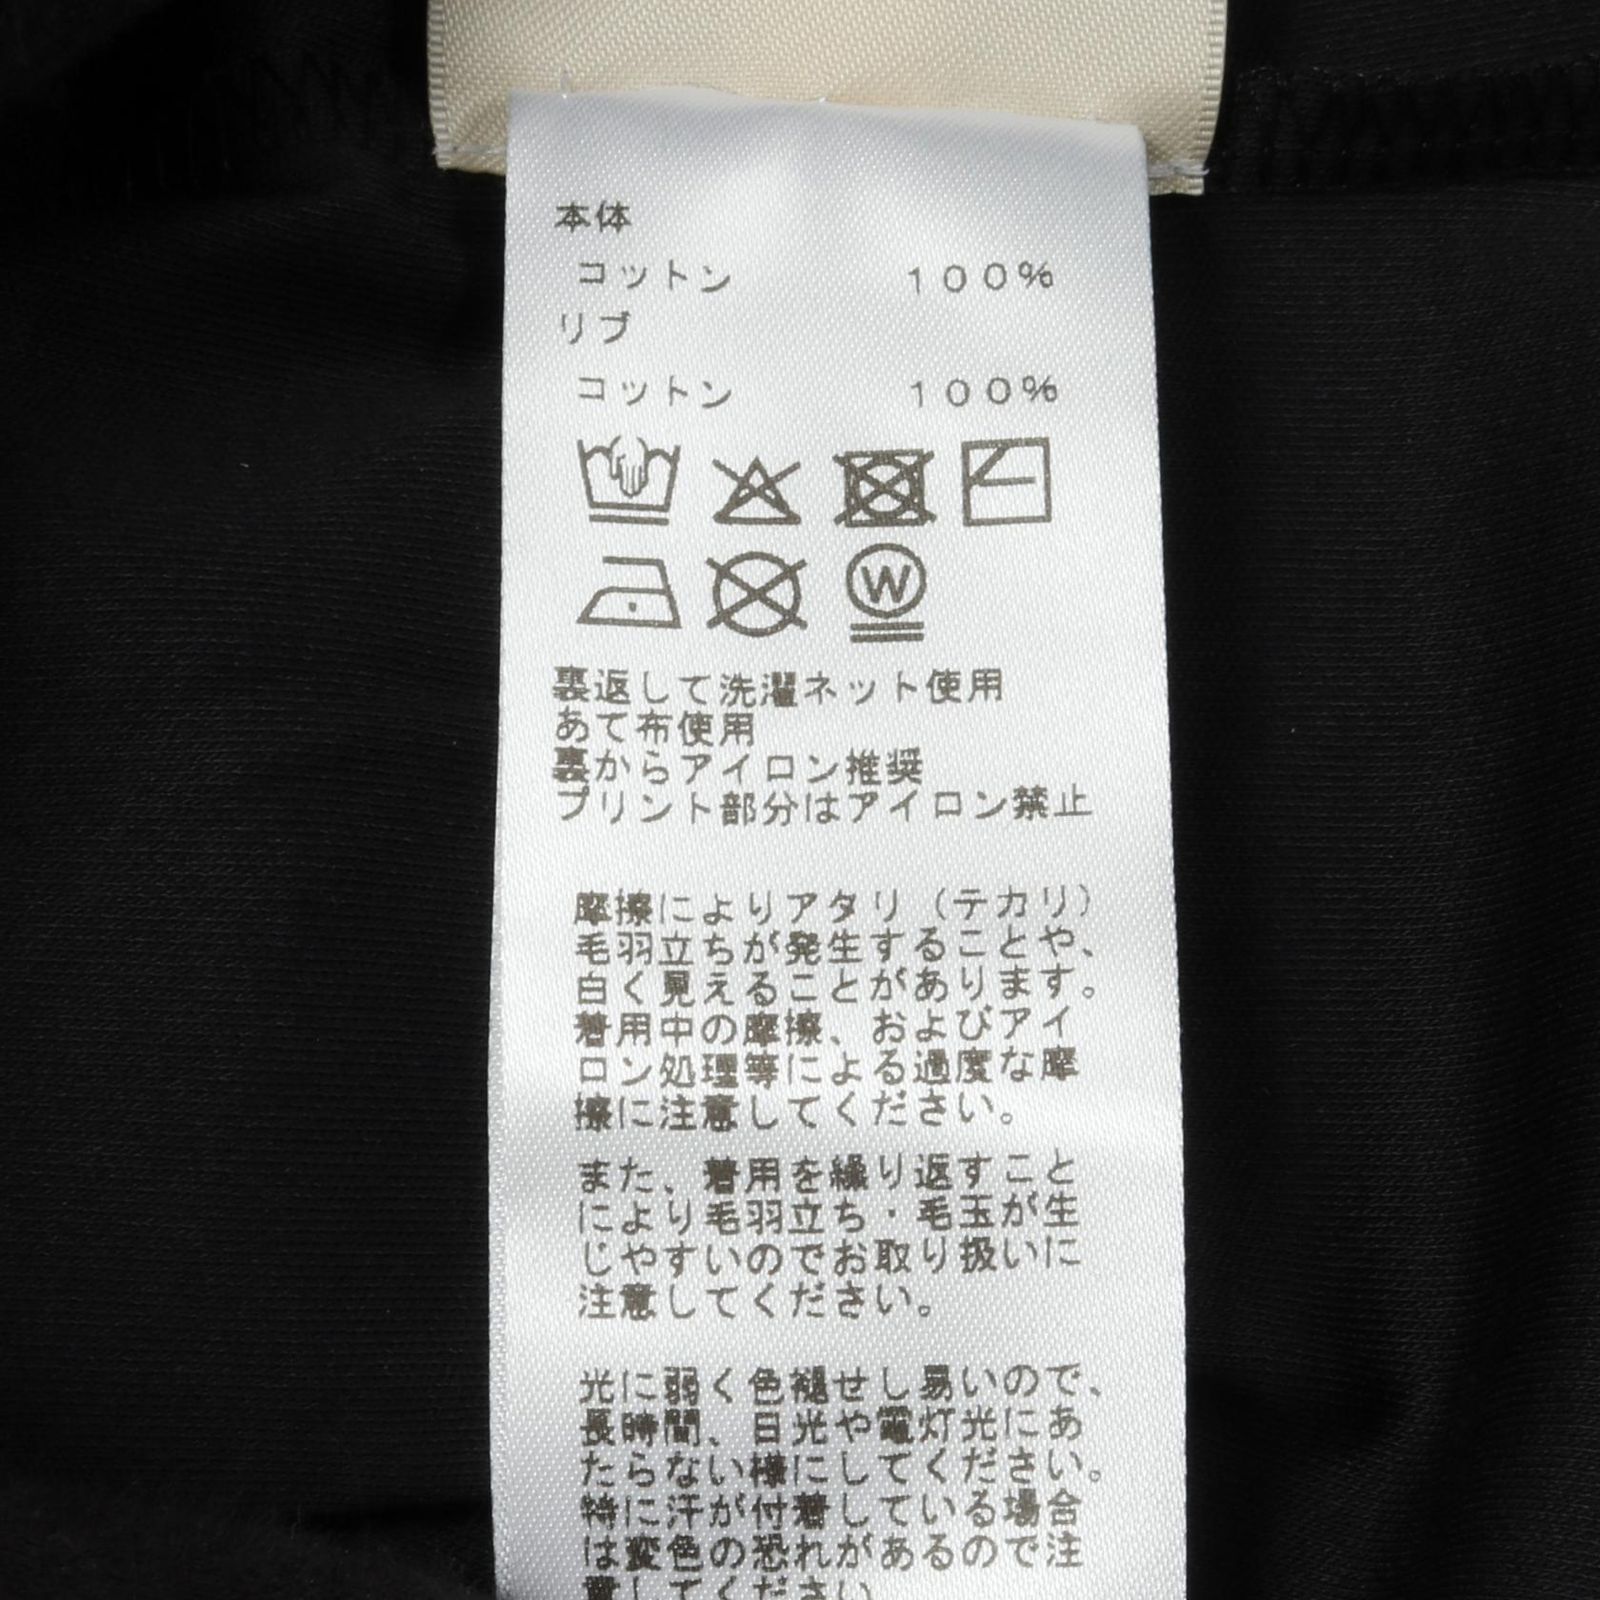 本体
コットン 100%
リブ
コットン 100%
W
裏返して洗濯ネット使用
あて布使用
裏からアイロン推奨
プリント部分はアイロン禁止
摩擦によりアタリ(テカリ)
毛羽立ちが発生することや、
白く見えることがあります。
着用中の摩擦、およびアイ
ロン処理等による過度な摩
擦に注意してください。
また、着用を繰り返すこと
により毛羽立ち・毛玉が生
じやすいのでお取り扱いに
注意してください。
光に弱く色褪せし易いので、
長時間、日光や電灯光にあ
たらない様にしてください。
特に汗が付着している場合
は変色の恐れがあるので注
意してください